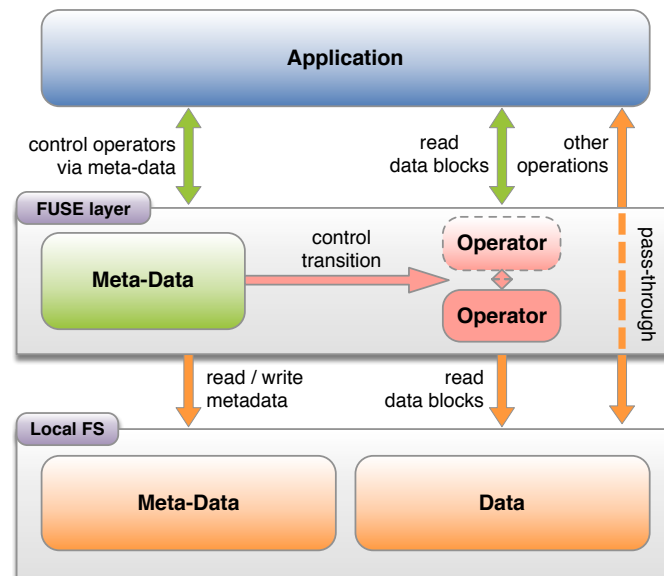 Application
control operators
via meta-data
read
data blocks
other
operations
FUSE layer
Meta-Data
control
transition
Operator
Operator
pass-through
read / write
metadata
read
data blocks
Local FS
Meta-Data
Data